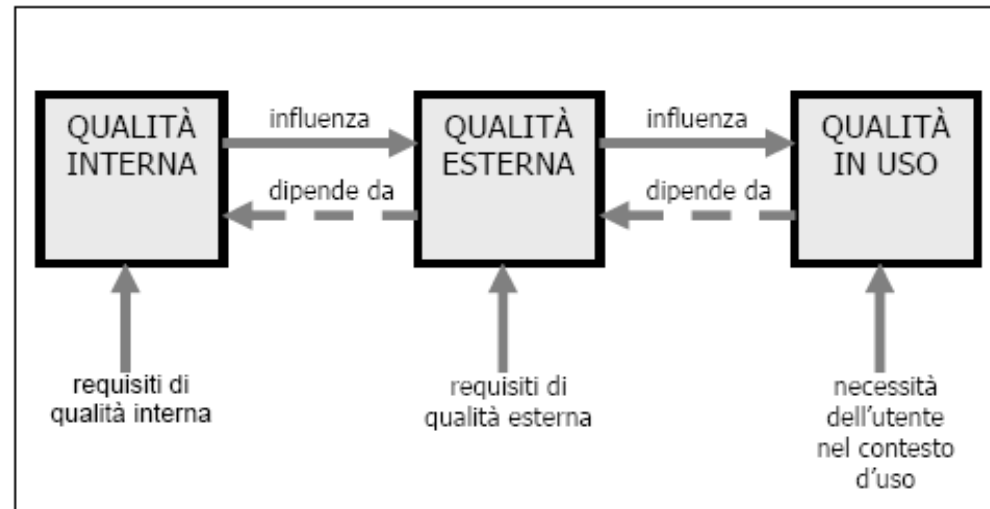 QUALITÀ
INTERNA
influenza
dipende da
QUALITÀ
ESTERNA
influenza
dipende da
QUALITÀ
IN USO
requisiti di
qualità interna
requisiti di
qualità esterna
necessità
dell'utente
nel contesto
d'uso